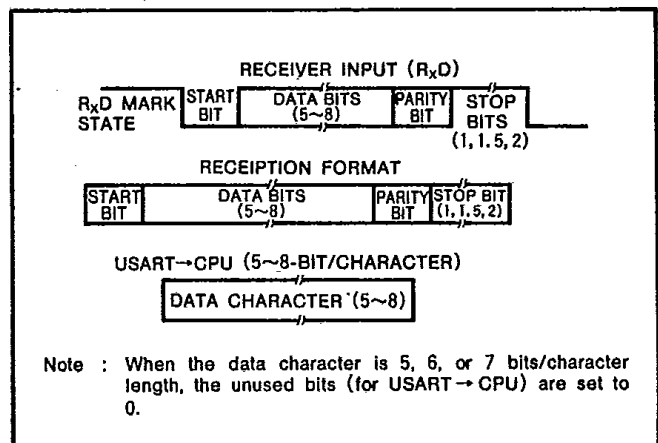 RECEIVER INPUT (RxD)
RxD MARK STATE
START BIT
DATA BITS (5~8)
PARITY BIT
STOP BITS (1, 1.5, 2)
RECEIPTION FORMAT
START BIT
DATA BITS (5~8)
PARITY BIT
STOP BIT (1, 1.5, 2)
USART→CPU (5~8-BIT/CHARACTER)
DATA CHARACTER (5~8)
Note : When the data character is 5, 6, or 7 bits/character
length, the unused bits (for USART→CPU) are set to
0.